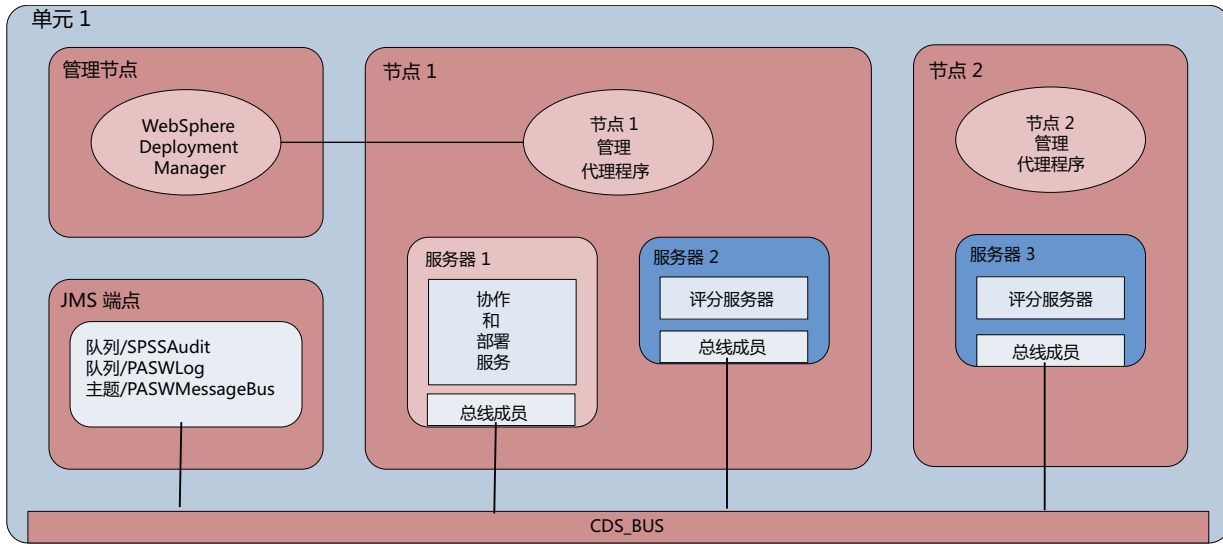 单元 1
管理节点
WebSphere
Deployment
Manager
节点 1
节点 1
管理
代理程序
节点 2
节点 2
管理
代理程序
JMS 端点
队列/SPSSAudit
队列/PASWLog
主题/PASWMessageBus
服务器 1
协作
和
部署
服务
总线成员
服务器 2
评分服务器
总线成员
服务器 3
评分服务器
总线成员
CDS_BUS